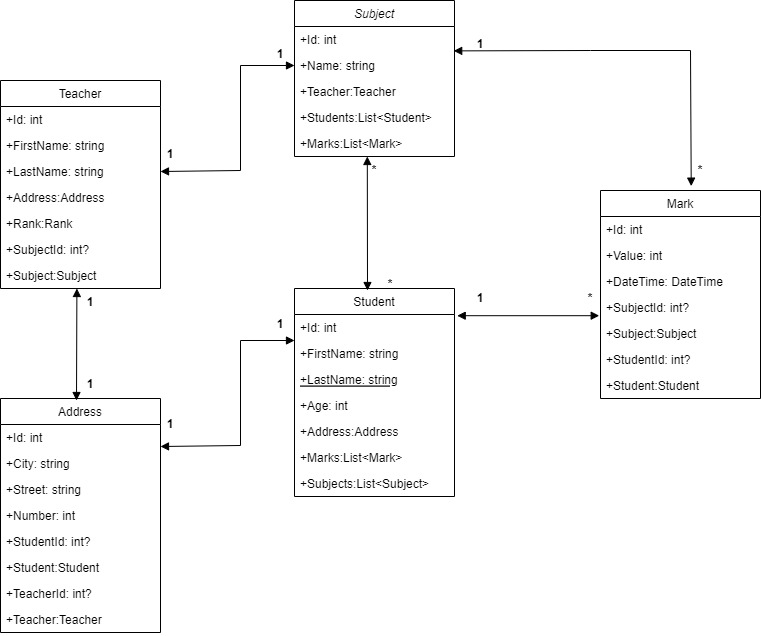 Subject
+Id: int
+Name: string
+Teacher:Teacher
+Students:List<Student>
+Marks:List<Mark>
1
1
*
Teacher
+Id: int
+FirstName: string
+LastName: string
+Address:Address
+Rank:Rank
+SubjectId: int?
+Subject:Subject
1
1
*
Mark
+Id: int
+Value: int
+DateTime: DateTime
+SubjectId: int?
+Subject:Subject
+StudentId: int?
+Student:Student
*
*
1
Student
+Id: int
+FirstName: string
+LastName: string
+Age: int
+Address:Address
+Marks:List<Mark>
+Subjects:List<Subject>
1
1
1
Address
+Id: int
+City: string
+Street: string
+Number: int
+StudentId: int?
+Student:Student
+TeacherId: int?
+Teacher:Teacher